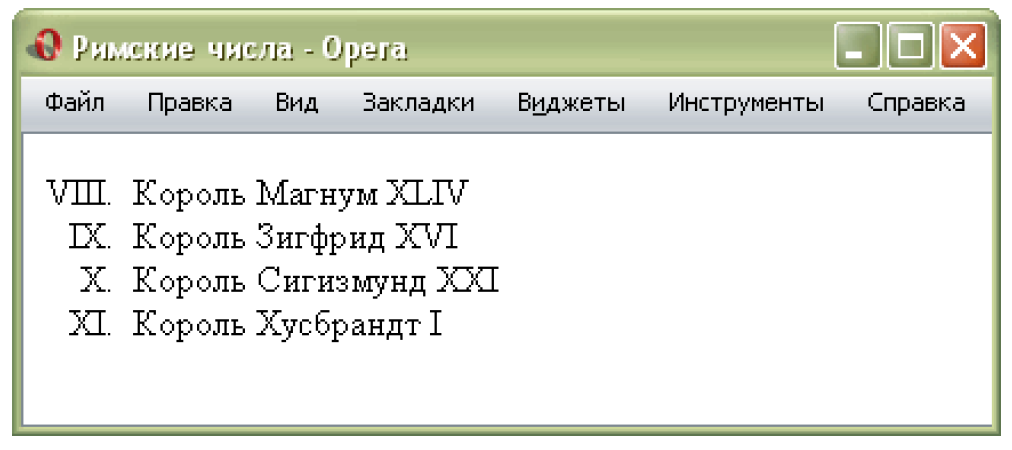 Римские числа - Opera
Файл Правка Вид Закладки Виджеты Инструменты Справка
VIII. Король Магнум XLIV
IX. Король Зигфрид XVI
X. Король Сигизмунд XXI
XI. Король Хусбрандт I